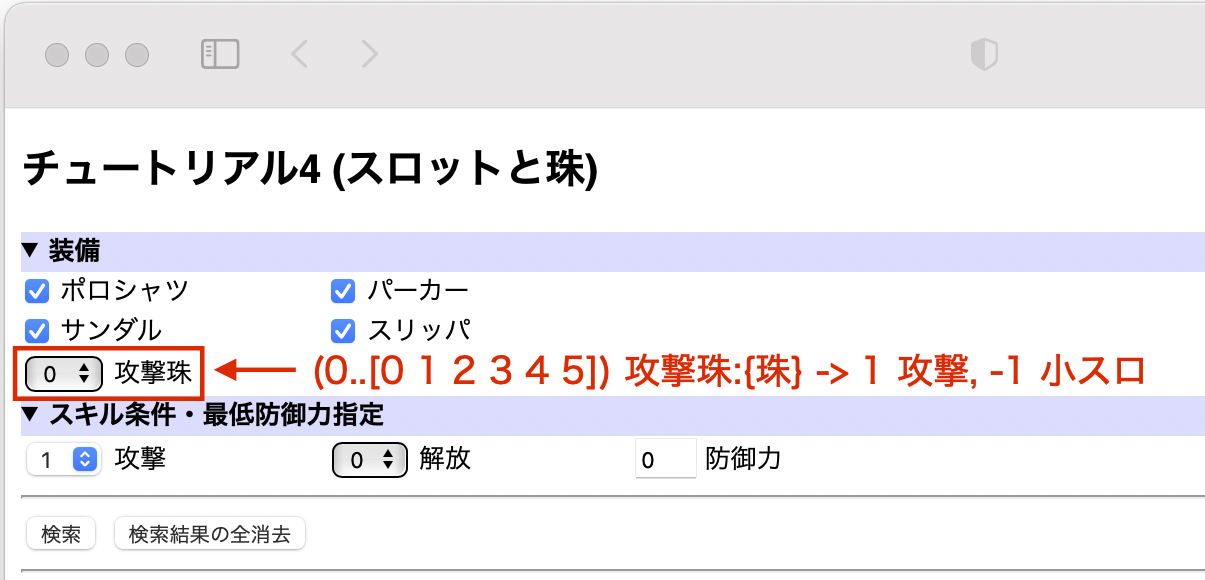 チュートリアル4 (スロットと珠)
▼ 装備
ポロシャツ パーカー
サンダル スリッパ
0 攻撃珠 (0..[0 1 2 3 4 5]) 攻撃珠:{珠} -> 1 攻撃, -1 小スロ
▼ スキル条件・最低防御力指定
1 攻撃 0 解放 0 防御力
検索 検索結果の全消去